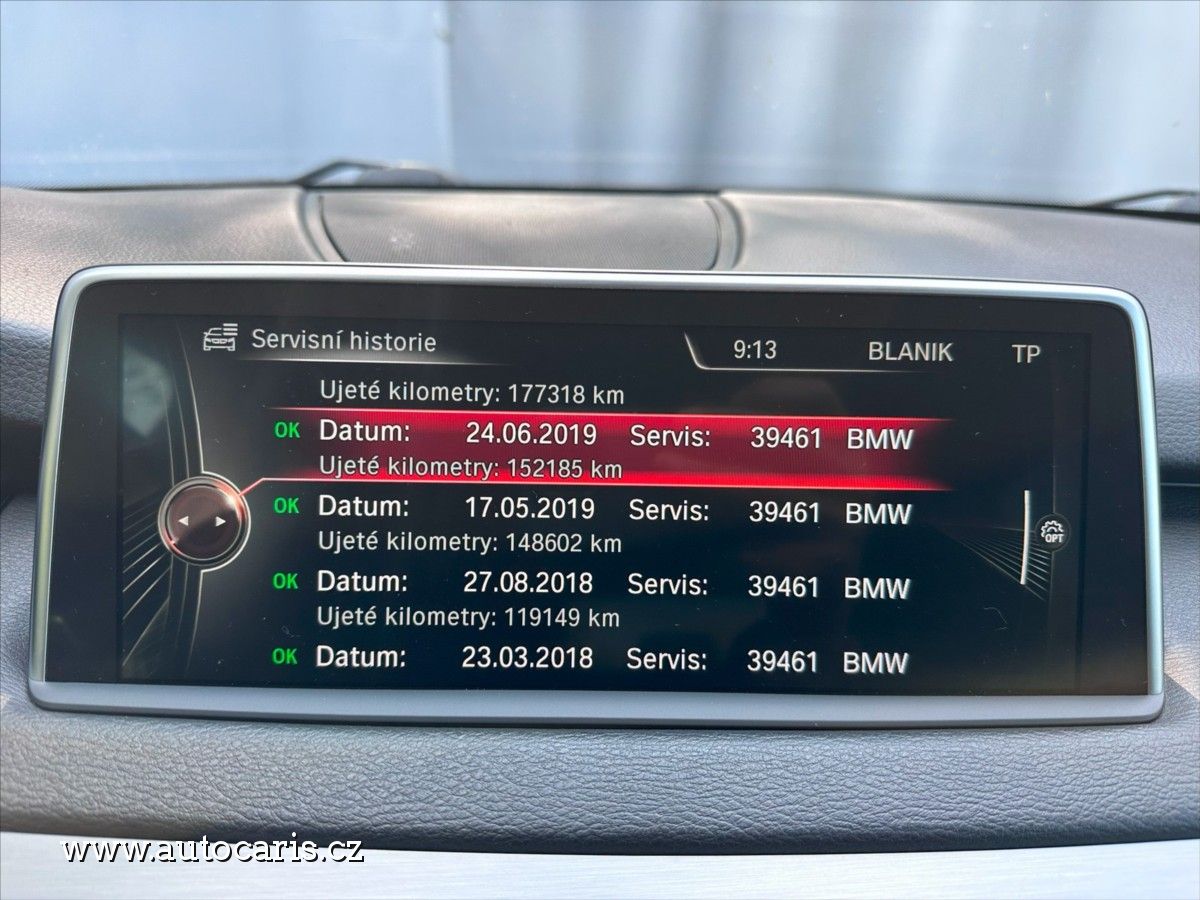 Servisní historie 9:13 BLANIK TP
Ujeté kilometry: 177318 km
OK Datum: 24.06.2019 Servis: 39461 BMW
Ujeté kilometry: 152185 km
OK Datum: 17.05.2019 Servis: 39461 BMW
Ujeté kilometry: 148602 km
OPT
OK Datum: 27.08.2018 Servis: 39461 BMW
Ujeté kilometry: 119149 km
OK Datum: 23.03.2018 Servis: 39461 BMW
www.autocaris.cz